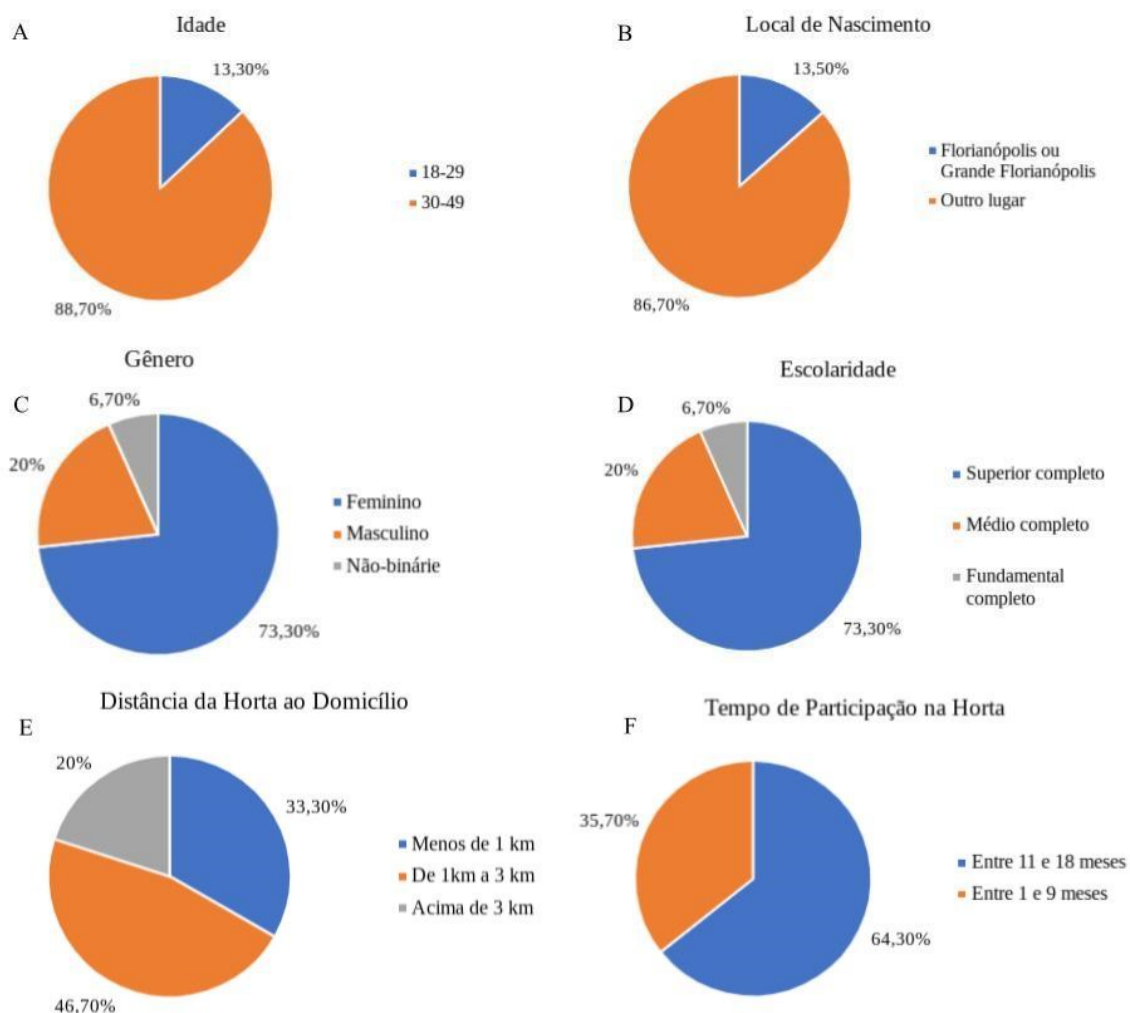 A
Idade
13,30%
18-29
30-49
88,70%
B
Local de Nascimento
13,50%
Florianópolis ou
Grande Florianópolis
Outro lugar
86,70%
Gênero
C
6,70%
20%
Feminino
Masculino
Não-binárie
73,30%
Escolaridade
D
6,70%
20%
Superior completo
Médio completo
Fundamental
completo
73,30%
Distância da Horta ao Domicílio
E
20%
33,30%
Menos de 1 km
De 1km a 3 km
Acima de 3 km
46,70%
Tempo de Participação na Horta
F
35,70%
Entre 11 e 18 meses
Entre 1 e 9 meses
64,30%